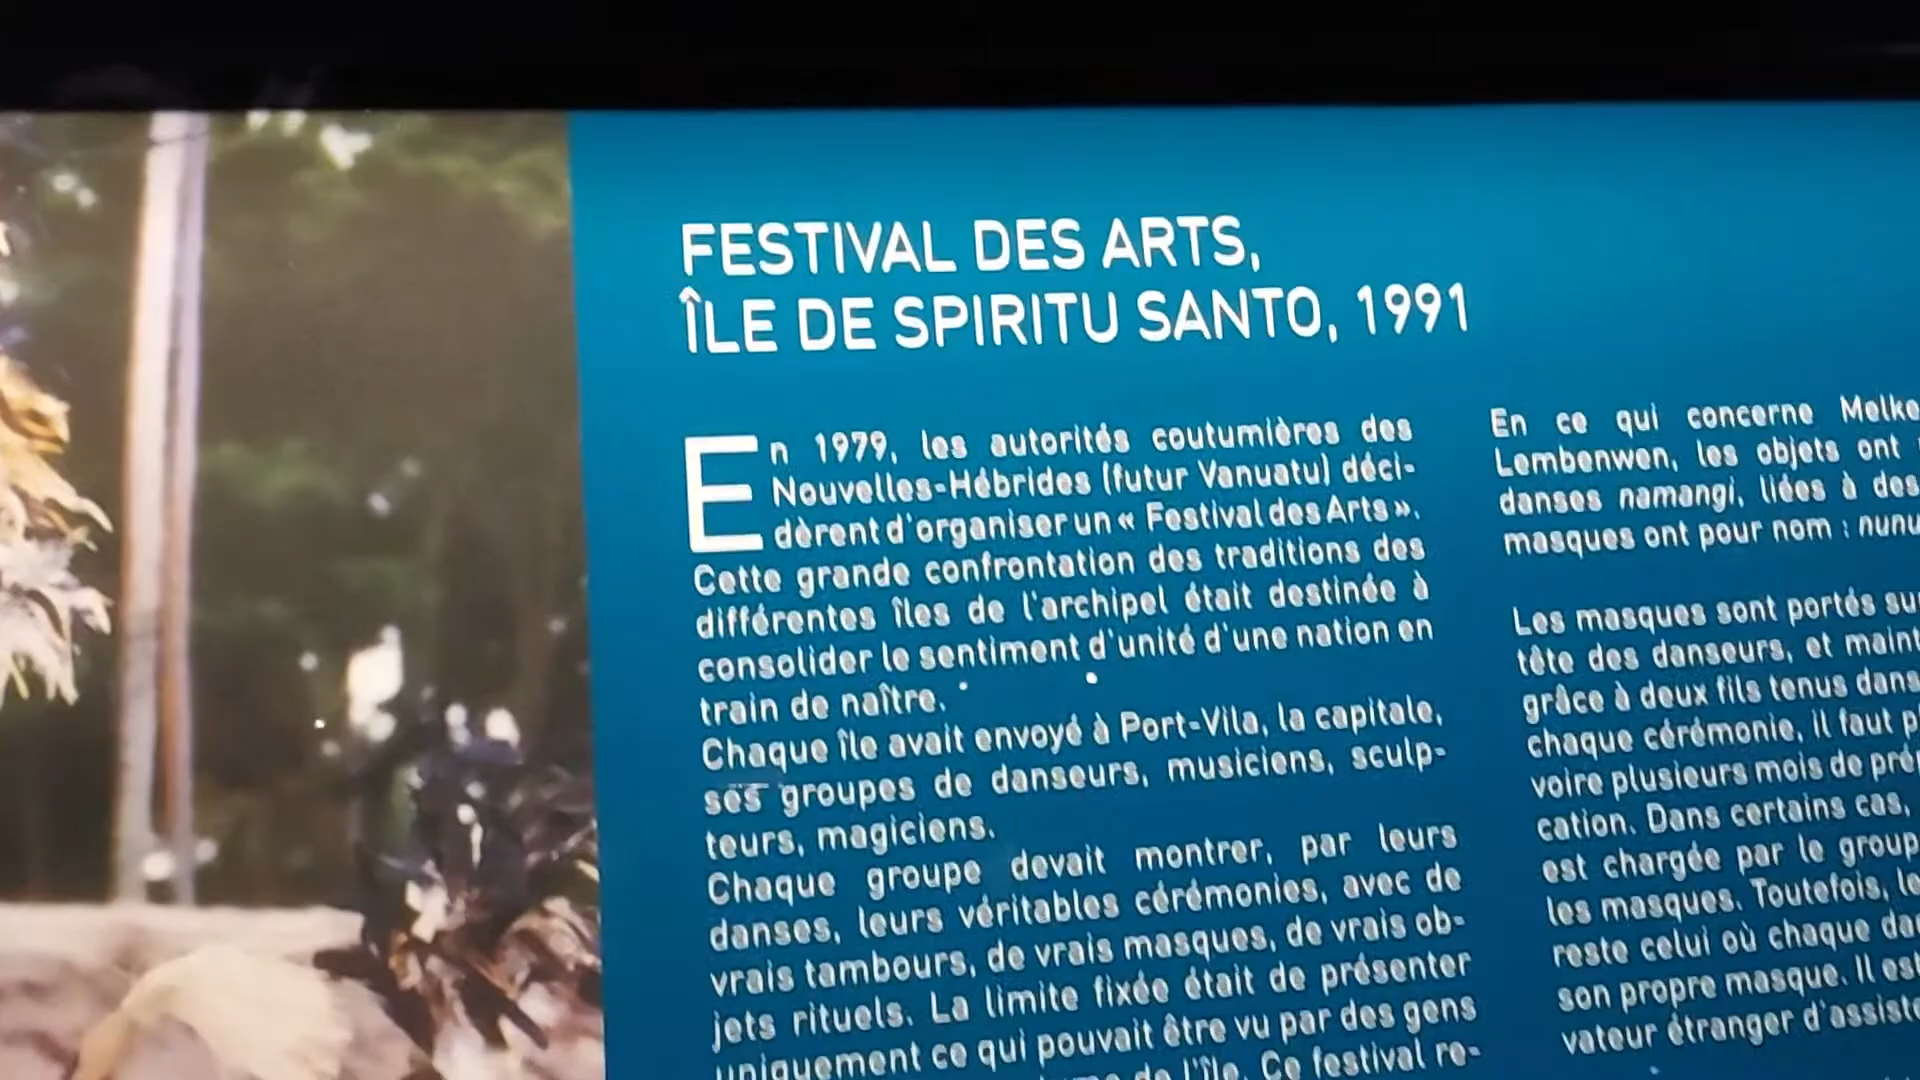 FESTIVAL DES ARTS,
ÎLE DE SPIRITU SANTO, 1991
En 1979, les autorités coutumières des
Nouvelles-Hébrides (futur Vanuatu) déci-
dèrent d'organiser un « Festival des Arts ».
Cette grande confrontation des traditions des
différentes îles de l'archipel était destinée à
consolider le sentiment d'unité d'une nation en
train de naître.
Chaque île avait envoyé à Port-Vila, la capitale,
ses groupes de danseurs, musiciens, sculp-
teurs, magiciens.
Chaque groupe devait montrer, par leurs
danses, leurs véritables cérémonies, avec de
vrais tambours, de vrais masques, de vrais ob-
jets rituels. La limite fixée était de présenter
uniquement ce qui pouvait être vu par des gens
de l'île. Ce festival re-
En ce qui concerne
Lembenwen, les objets ont
danses namangi, liées à des
masques ont pour nom :
Les masques sont portés
tête des danseurs, et
grâce à deux fils tenus
chaque cérémonie, il faut
voire plusieurs mois de
cation. Dans certains cas,
est chargée par le
les masques. Toutefois,
reste celui où chaque
son propre masque. Il
vateur étranger